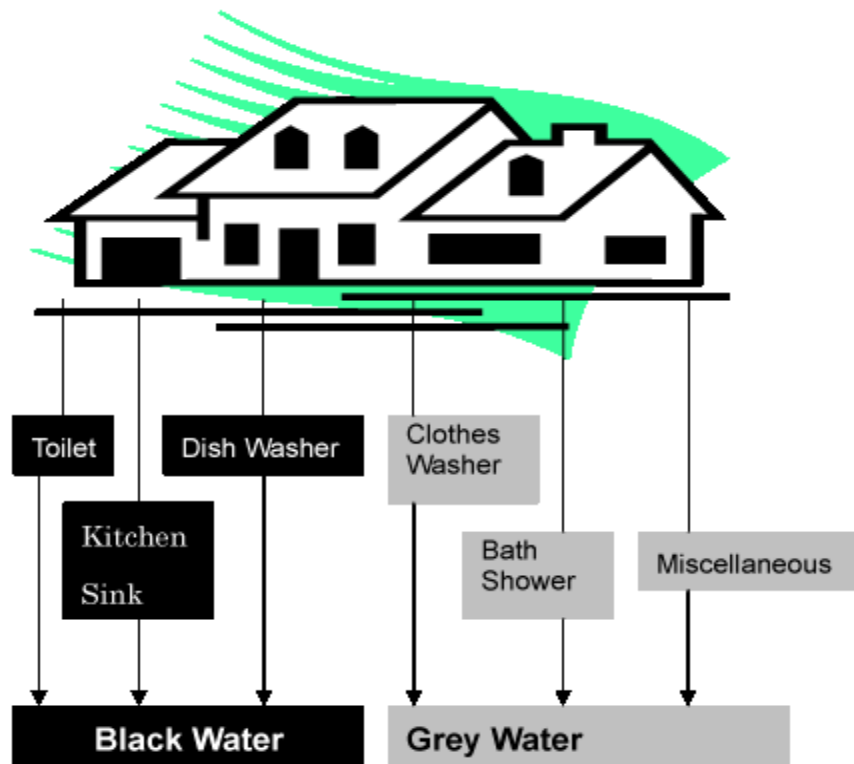 Toilet
Dish Washer
Clothes
Washer
Kitchen
Sink
Bath
Shower
Miscellaneous
Black Water
Grey Water